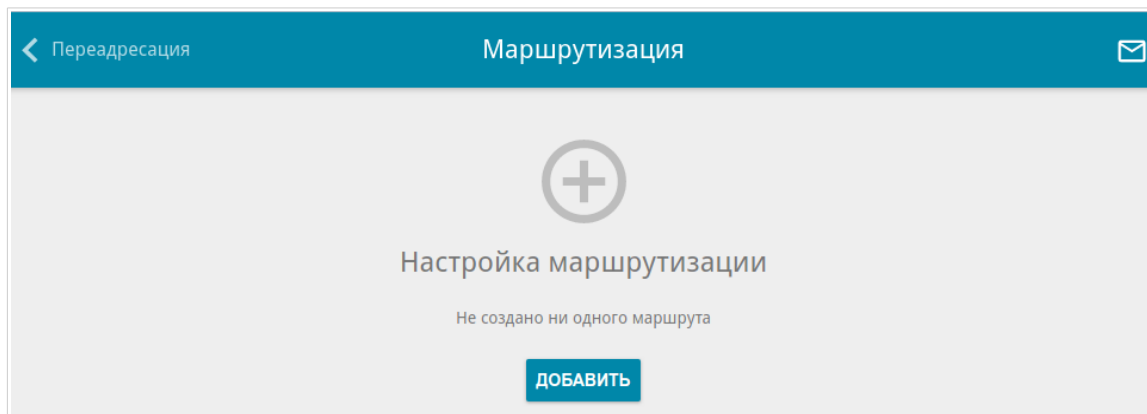 Переадресация
Маршрутизация
Настройка маршрутизации
Не создано ни одного маршрута
ДОБАВИТЬ